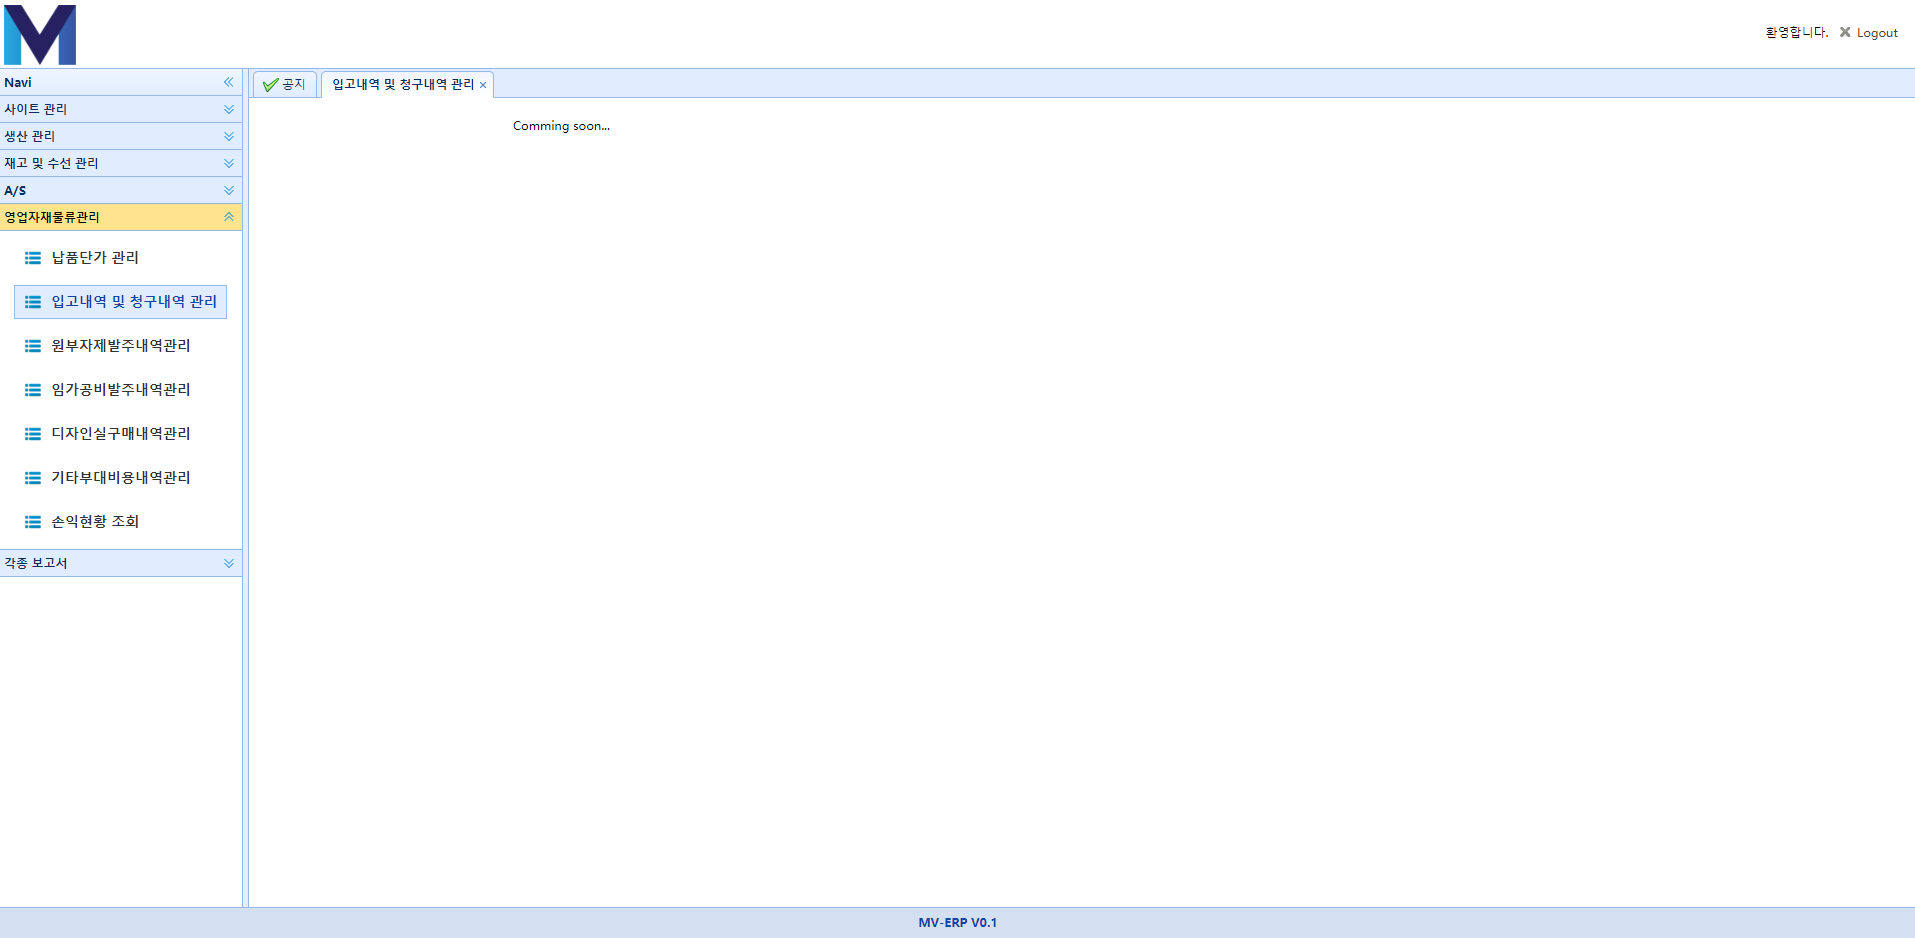 환영합니다. Logout
Navi
사이트 관리
생산 관리
재고 및 수선 관리
A/S
영업자재물류관리
납품단가 관리
입고내역 및 청구내역 관리
원부자제발주내역관리
임가공비발주내역관리
디자인실구매내역관리
기타부대비용내역관리
손익현황 조회
각종 보고서
공지 입고내역 및 청구내역 관리
Comming soon...
MV-ERP V0.1